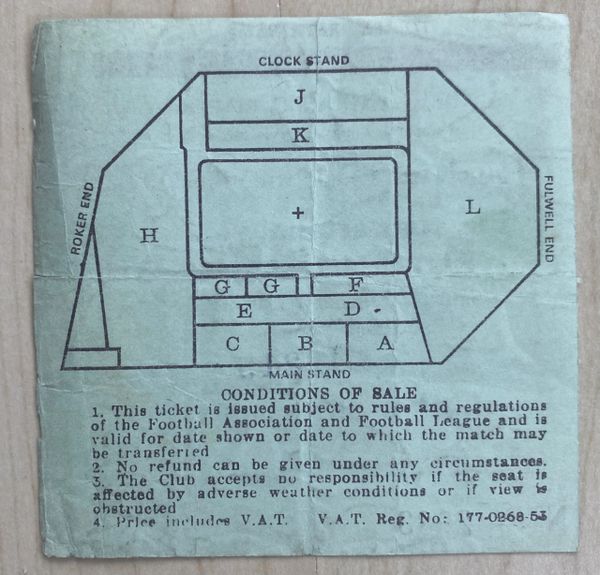 CLOCK STAND
J
K
ROKER END
H
+
L
FULWELL END
G G F
E D
C B A
MAIN STAND
CONDITIONS OF SALE
1. This ticket is issued subject to rules and regulations
of the Football Association and Football League and is
valid for date shown or date to which the match may
be transferred
2. No refund can be given under any circumstances.
3. The Club accepts no responsibility if the seat is
affected by adverse weather conditions or if view is
obstructed
4. Price includes V.A.T. V.A.T. Reg. No: 177-0268-53